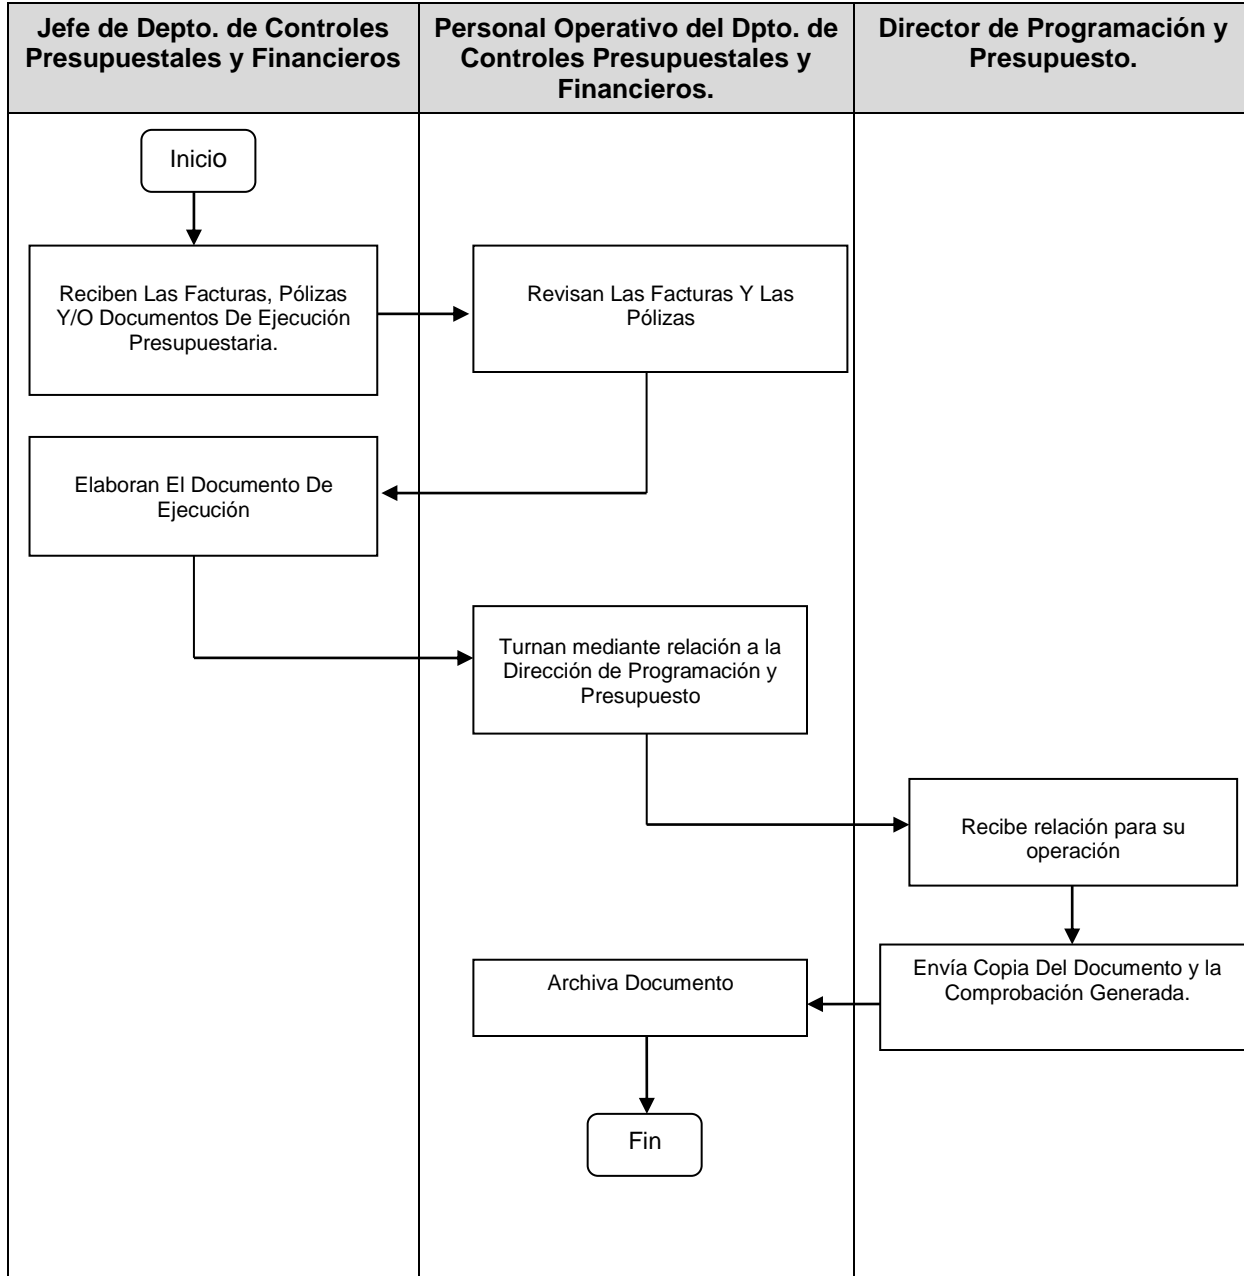 Jefe de Depto. de Controles
Presupuestales y Financieros
Personal Operativo del Dpto. de
Controles Presupuestales y
Financieros.
Director de Programación y
Presupuesto.
Inicio
Reciben Las Facturas, Pólizas
Y/O Documentos De Ejecución
Presupuestaria.
Revisan Las Facturas Y Las
Pólizas
Elaboran El Documento De
Ejecución
Turnan mediante relación a la
Dirección de Programación y
Presupuesto
Recibe relación para su
operación
Envía Copia Del Documento y la
Comprobación Generada.
Archiva Documento
Fin